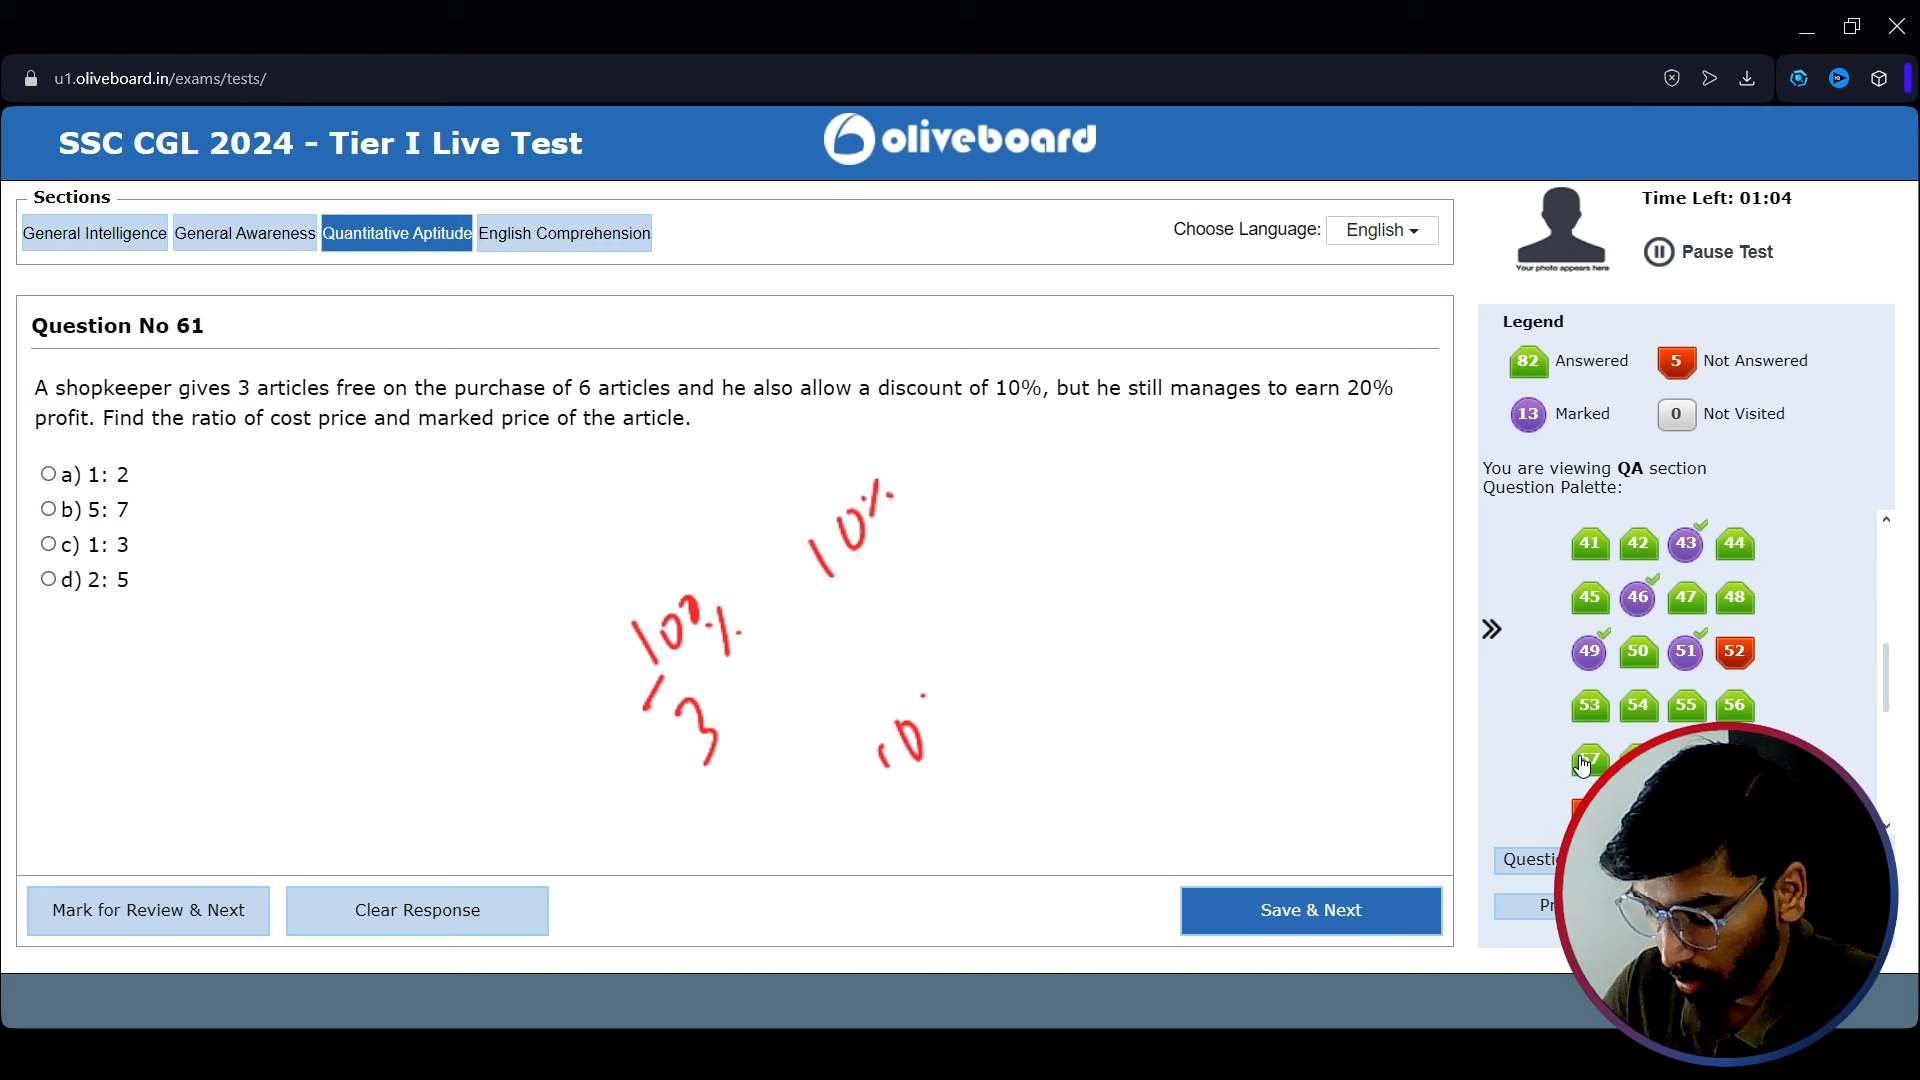 u1.oliveboard.in/exams/tests/
SSC CGL 2024 - Tier I Live Test
oliveboard
Sections
General Intelligence
General Awareness
Quantitative Aptitude
English Comprehension
Choose Language:
English
Your photo appears here
Time Left: 01:04
Pause Test
Question No 61
A shopkeeper gives 3 articles free on the purchase of 6 articles and he also allow a discount of 10%, but he still manages to earn 20%
profit. Find the ratio of cost price and marked price of the article.
a) 1: 2
b) 5: 7
c) 1: 3
d) 2: 5
10%
100%
3
10
Mark for Review & Next
Clear Response
Save & Next
Legend
82 Answered
5 Not Answered
13 Marked
0 Not Visited
You are viewing QA section
Question Palette:
41 42 43 44
45 46 47 48
49 50 51 52
53 54 55 56
57